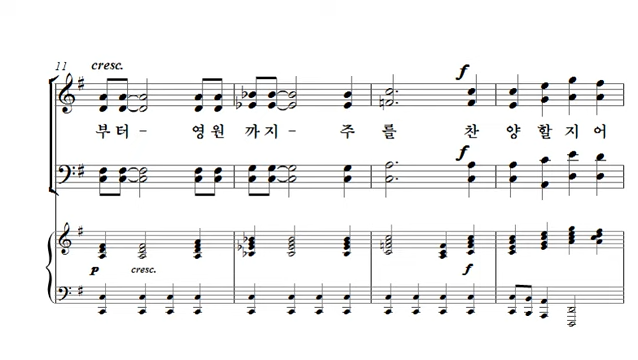 11 cresc.
f
부터- 영원 까지- 주를 찬양할지어
f
p cresc. f